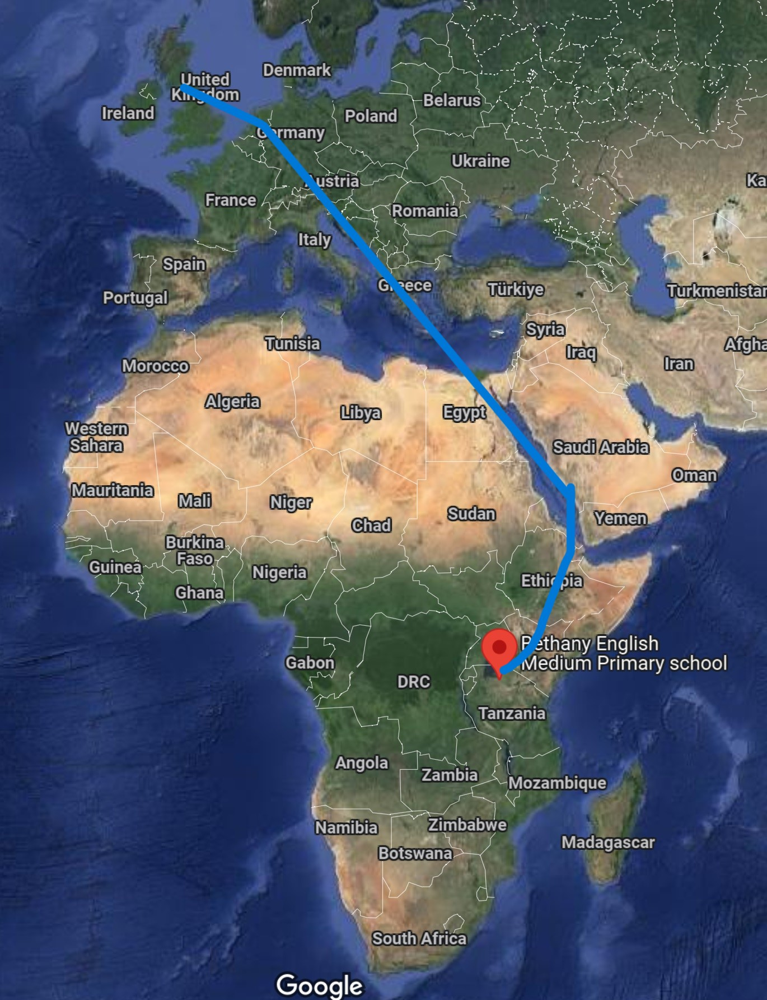 Denmark
United
Kingdom
Belarus
Ireland
Poland
Germany
Ukraine
Austria
Ka
France
Romania
Italy
Spain
Greece
Türkiye
Turkmenistan
Portugal
Syria
Tunisia
Iraq
Afgha
Morocco
Iran
Algeria
Libya
Egypt
Western
Sahara
Saudi Arabia
Oman
Mauritania
Mali
Niger
Sudan
Yemen
Chad
Burkina
Faso
Guinea
Nigeria
Ethiopia
Ghana
Bethany English
Medium Primary school
Gabon
DRC
Tanzania
Angola
Zambia
Mozambique
Namibia
Zimbabwe
Madagascar
Botswana
South Africa
Google